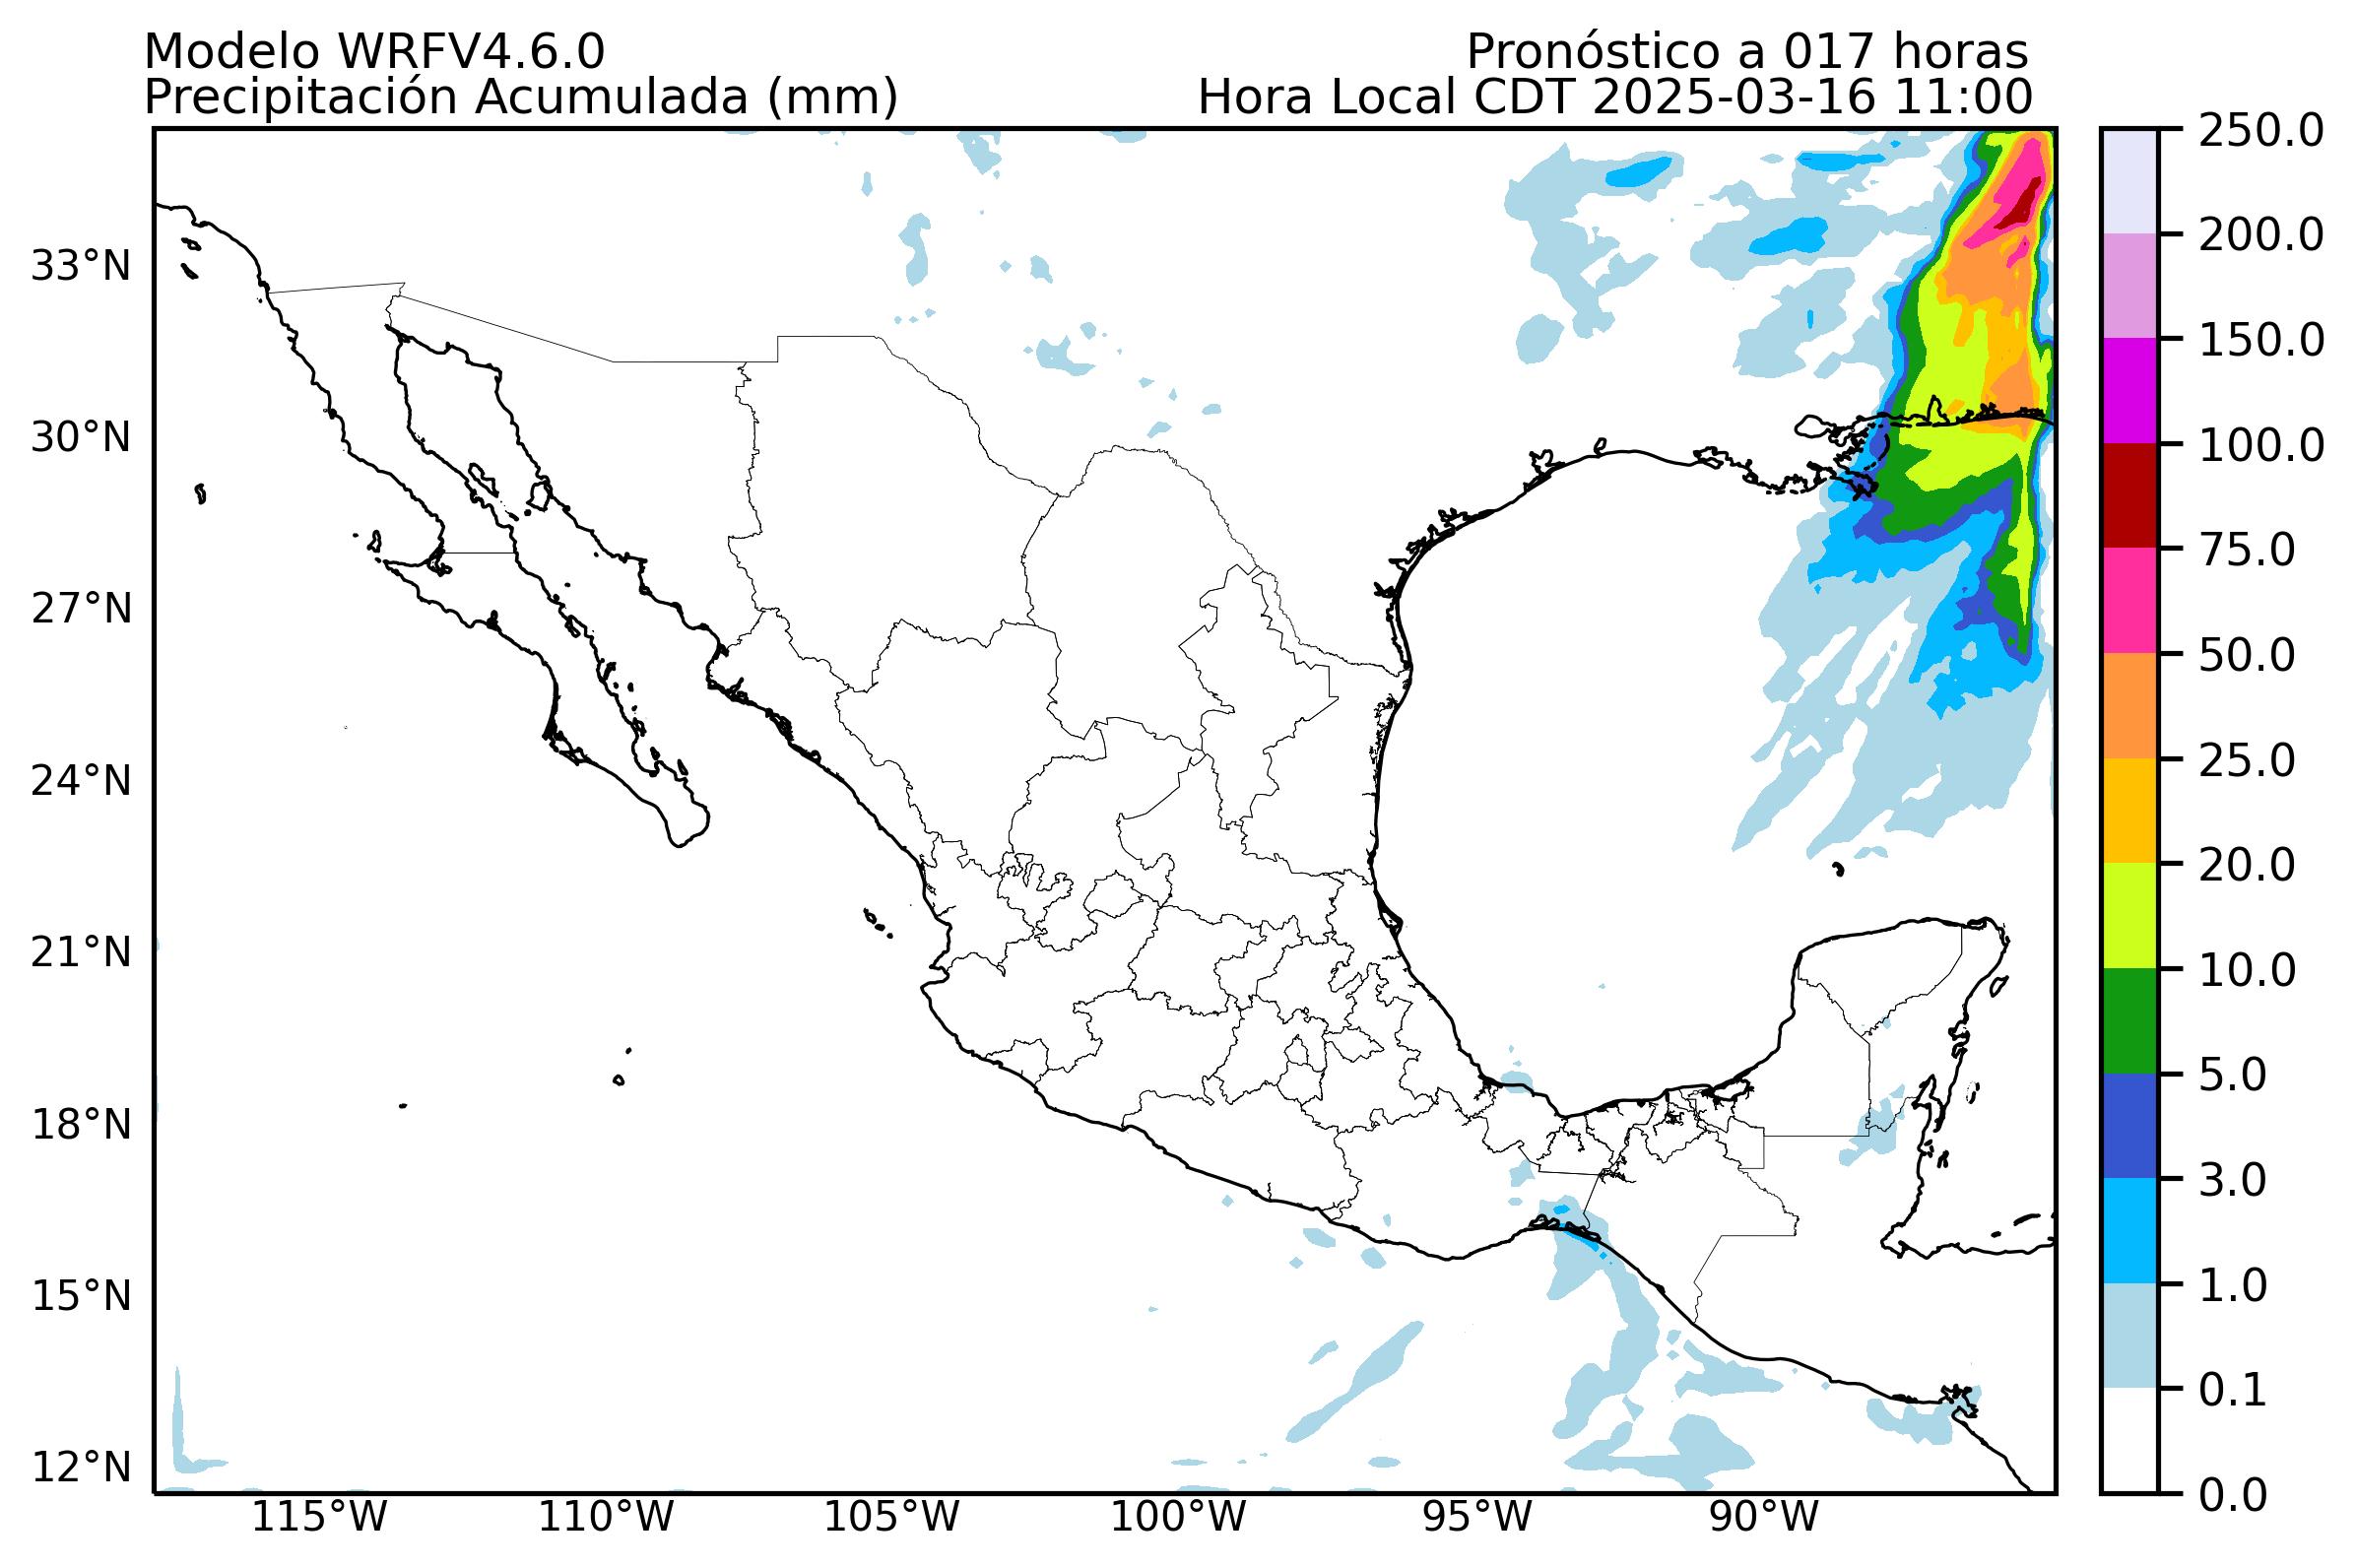 Modelo WRFV4.6.0
Pronóstico a 017 horas
Precipitación Acumulada (mm)
Hora Local CDT 2025-03-16 11:00
33°N
30°N
27°N
24°N
21°N
18°N
15°N
12°N
115°W
110°W
105°W
100°W
95°W
90°W
250.0
200.0
150.0
100.0
75.0
50.0
25.0
20.0
10.0
5.0
3.0
1.0
0.1
0.0